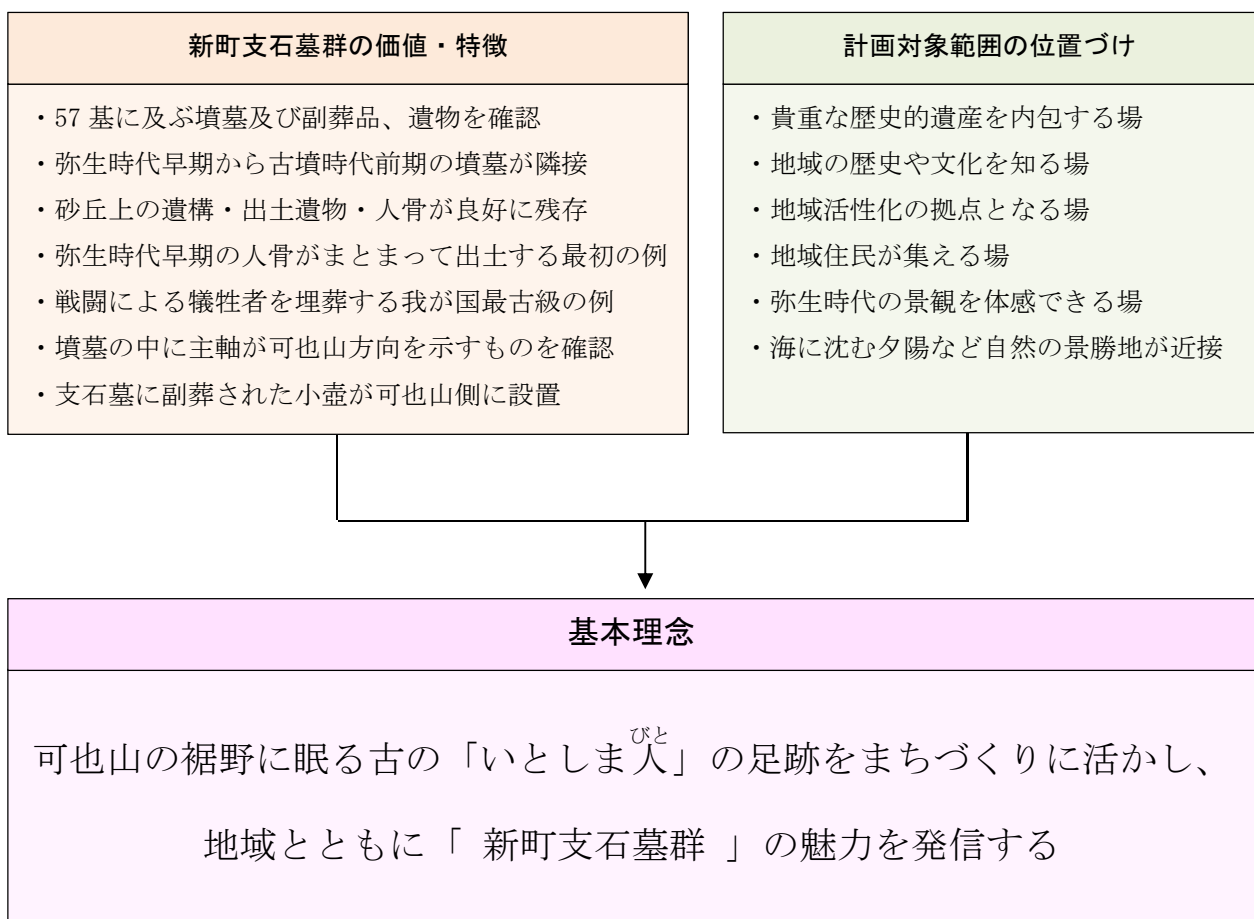 新町支石墓群の価値・特徴
・57 基に及ぶ墳墓及び副葬品、遺物を確認
・弥生時代早期から古墳時代前期の墳墓が隣接
・砂丘上の遺構・出土遺物・人骨が良好に残存
・弥生時代早期の人骨がまとまって出土する最初の例
・戦闘による犠牲者を埋葬する我が国最古級の例
・墳墓の中に主軸が可也山方向を示すものを確認
・支石墓に副葬された小壺が可也山側に設置
計画対象範囲の位置づけ
・貴重な歴史的遺産を内包する場
・地域の歴史や文化を知る場
・地域活性化の拠点となる場
・地域住民が集える場
・弥生時代の景観を体感できる場
・海に沈む夕陽など自然の景勝地が近接
基本理念
びと
可也山の裾野に眠る古の「いとしま人」の足跡をまちづくりに活かし、
地域とともに「 新町支石墓群 」の魅力を発信する